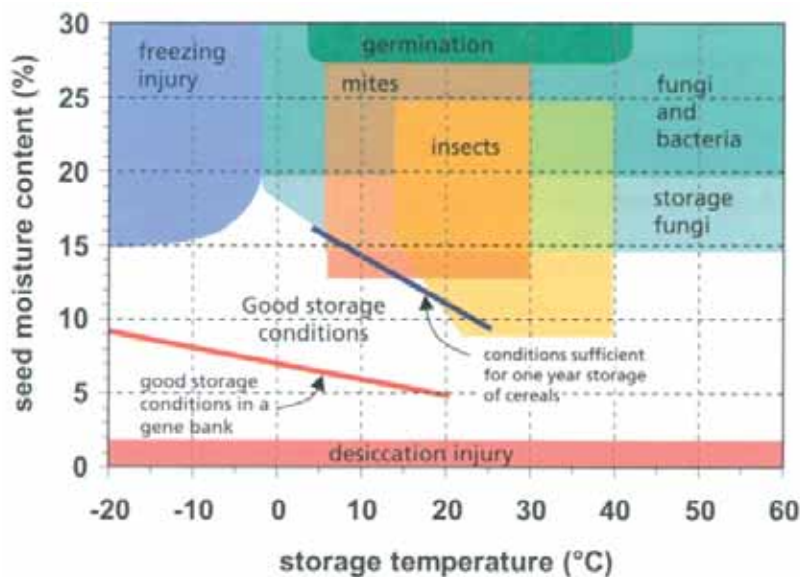 30
25
20
15
10
5
0
seed moisture content (%)
freezing
injury
germination
mites
insects
fungi
and
bacteria
storage
fungi
Good storage
conditions
conditions sufficient
for one year storage
of cereals
good storage
conditions in a
gene bank
desiccation injury
-20 -10 0 10 20 30 40 50 60
storage temperature (°C)